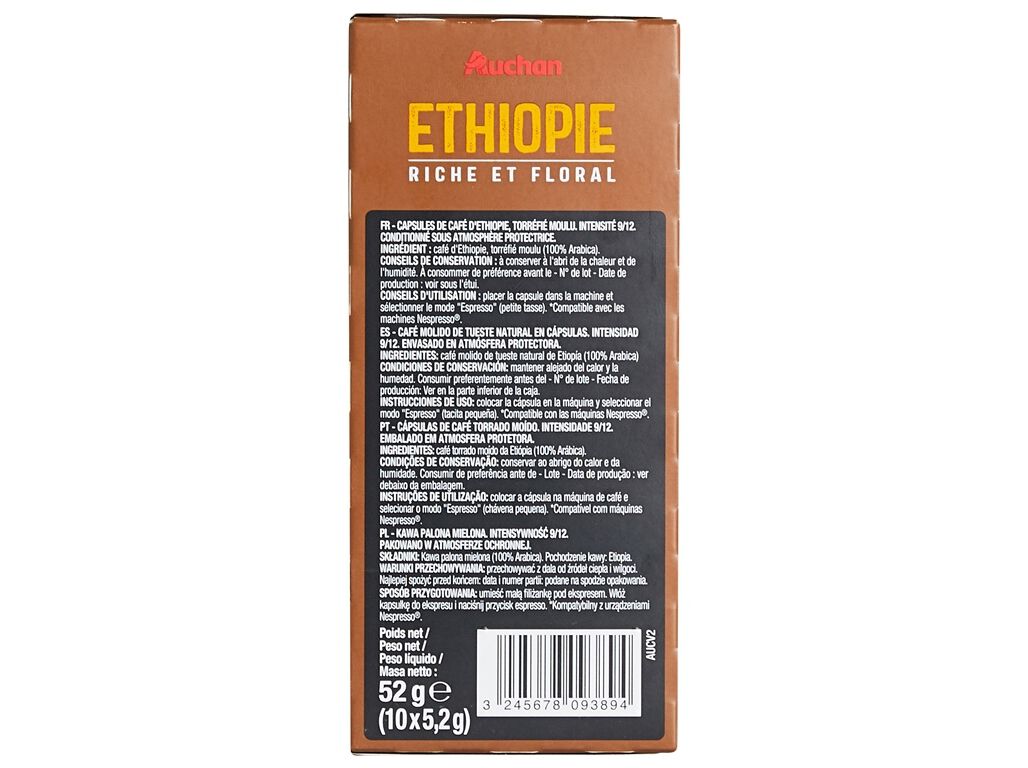 Auchan
ETHIOPIE
RICHE ET FLORAL
FR - CAPSULES DE CAFÉ D'ETHIOPIE, TORRÉFIÉ MOULU. INTENSITÉ 9/12.
CONDITIONNÉ SOUS ATMOSPHÈRE PROTECTRICE.
INGRÉDIENT : café d'Ethiopie, torréfié moulu (100% Arabica).
CONSEILS DE CONSERVATION : à conserver à l'abri de la chaleur et de
l'humidité. À consommer de préférence avant le - N° de lot - Date de
production : voir sous l'étui.
CONSEILS D'UTILISATION : placer la capsule dans la machine et
sélectionner le mode "Espresso" (petite tasse). *Compatible avec les
machines Nespresso®.
ES - CAFÉ MOLIDO DE TUESTE NATURAL EN CÁPSULAS. INTENSIDAD
9/12. ENVASADO EN ATMÓSFERA PROTECTORA.
INGREDIENTES: café molido de tueste natural de Etiopía (100% Arabica)
CONDICIONES DE CONSERVACIÓN: mantener alejado del calor y la
humedad. Consumir preferentemente antes del - N° de lote - Fecha de
producción: Ver en la parte inferior de la caja.
INSTRUCCIONES DE USO: colocar la cápsula en la máquina y seleccionar el
modo "Espresso" (tacita pequeña). *Compatible con las máquinas Nespresso®.
PT - CÁPSULAS DE CAFÉ TORRADO MOÍDO. INTENSIDADE 9/12.
EMBALADO EM ATMOSFERA PROTETORA.
INGREDIENTES: café torrado moído da Etiópia (100% Arábica).
CONDIÇÕES DE CONSERVAÇÃO: conservar ao abrigo do calor e da
humidade. Consumir de preferência antes de - Lote - Data de produção : ver
debaixo da embalagem.
INSTRUÇÕES DE UTILIZAÇÃO: colocar a cápsula na máquina de café e
selecionar o modo "Espresso" (chávena pequena). *Compatível com máquinas
Nespresso®.
PL - KAWA PALONA MIELONA. INTENSYWNOŚĆ 9/12.
PAKOWANO W ATMOSFERZE OCHRONNEJ.
SKŁADNIKI: Kawa palona mielona (100% Arabica). Pochodzenie kawy: Etiopia.
WARUNKI PRZECHOWYWANIA: przechowywać z dala od źródeł ciepła i wilgoci.
Najlepiej spożyć przed końcem: data i numer partii: podane na spodzie opakowania.
SPOSÓB PRZYGOTOWANIA: umieść małą filiżankę pod ekspresem. Włóż
kapsułkę do ekspresu i naciśnij przycisk espresso. *Kompatybilny z urządzeniami
Nespresso®.
Poids net /
Peso net /
Peso líquido /
Masa netto :
52 g ℮
(10x5,2g)
3 245678 093894
AUCV2